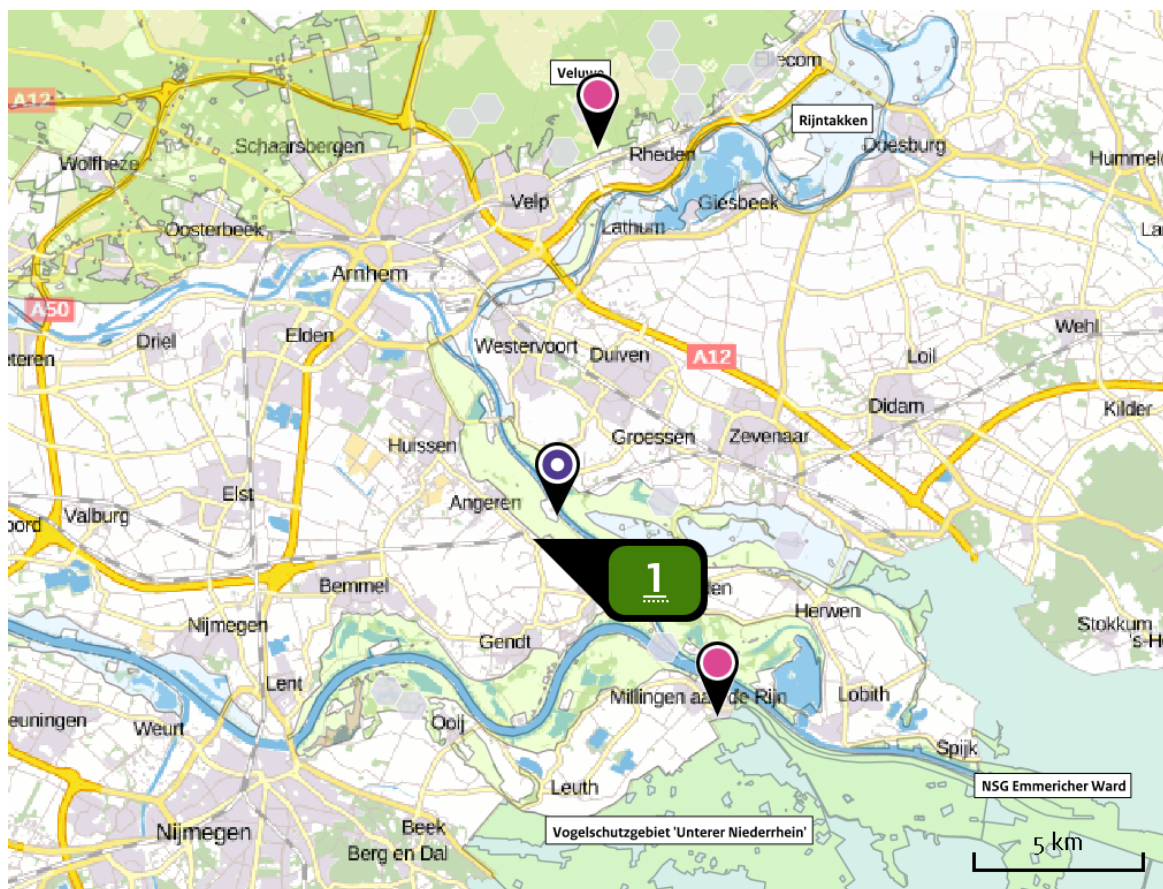 Ellecom
Veluwe
A12
Rijntakken
Schaarsbergen
Wolfheze
Rheden
Doesburg
Velp
Giesbeek
Oosterbeek
Lathum
Arnhem
A50
Driel
Elden
Wehl
Westervoort
Duiven
A12
Loil
Didam
Kilder
Huissen
Groessen
Zevenaar
Elst
Angeren
Valburg
1
Bemmel
Herwen
Nijmegen
Gendt
Stokkum
Lent
Millingen aan de Rijn
Lobith
Weurt
Ooij
Spijk
Leuth
NSG Emmericher Ward
Nijmegen
Beek
Vogelschutzgebiet 'Unterer Niederrhein'
Berg en Dal
5 km